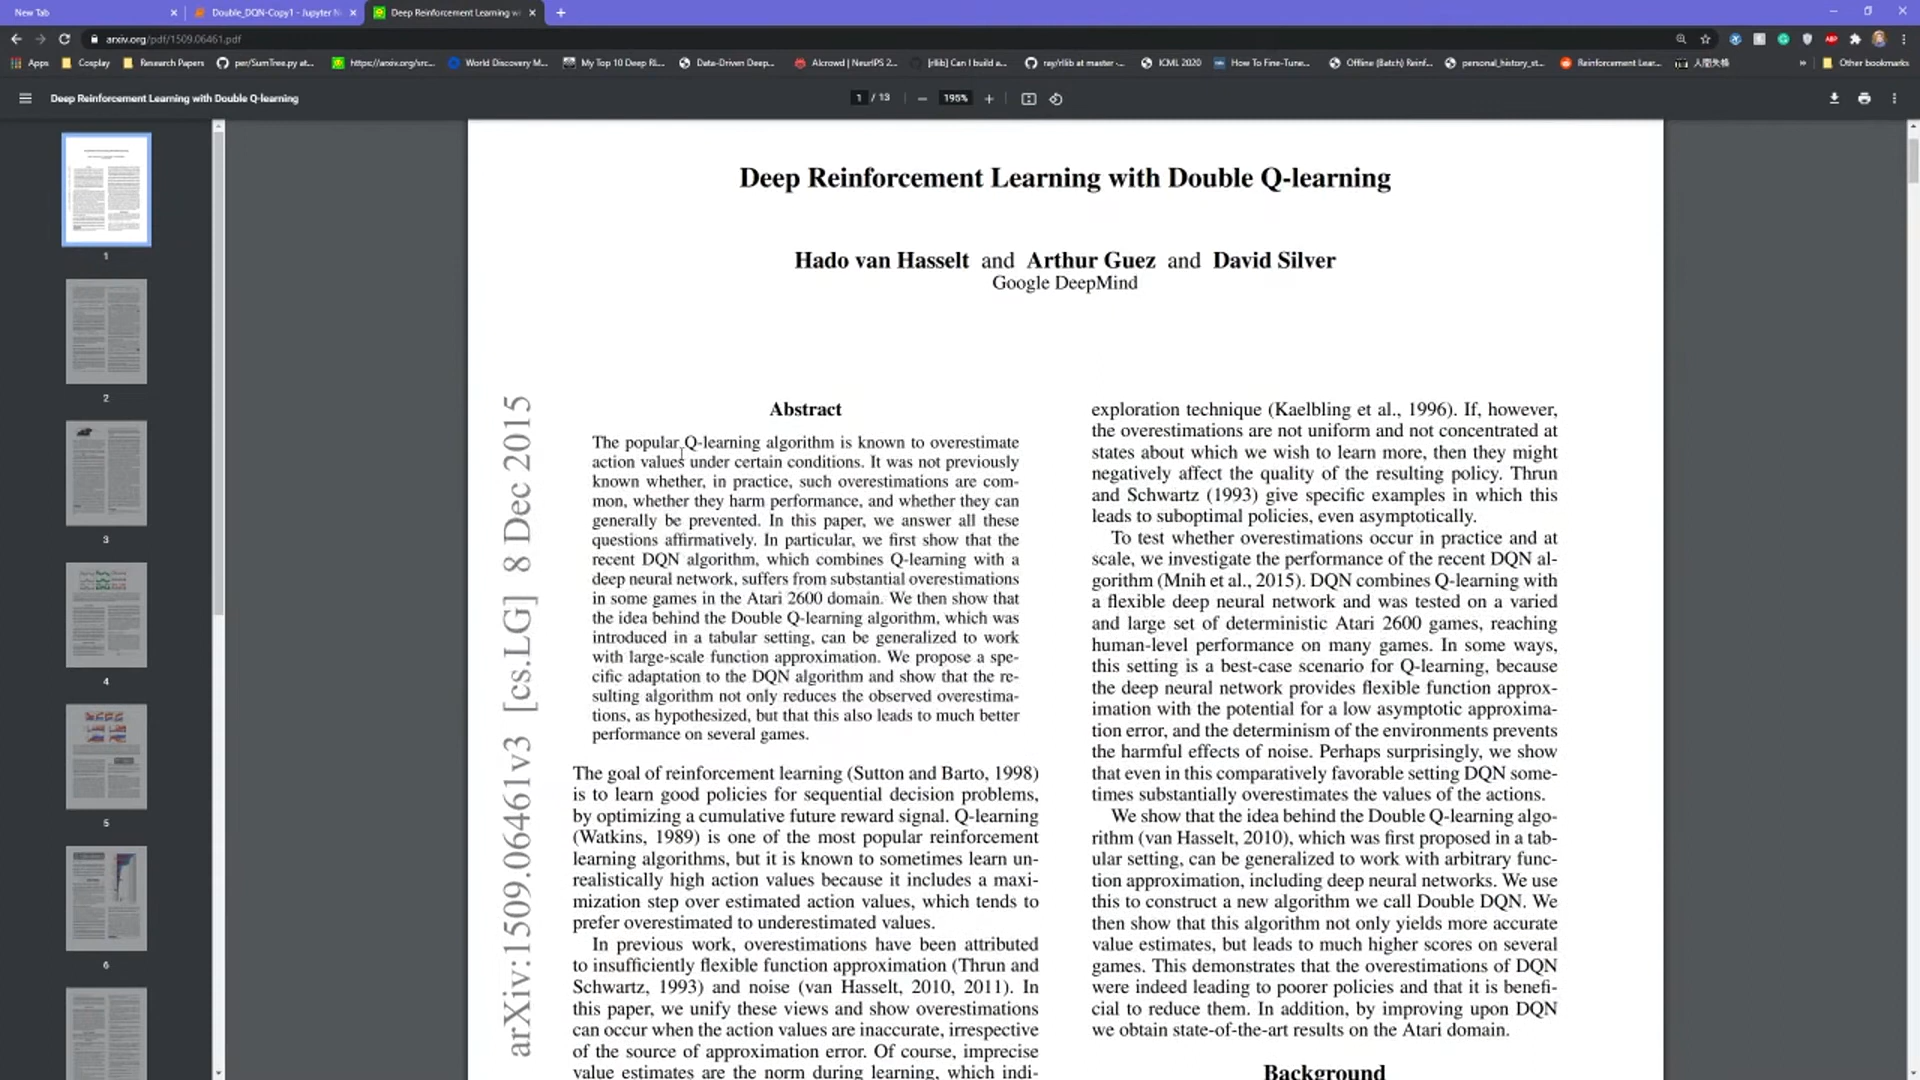 New Tab
Double_DQN-Copy1 - Jupyter N
Deep Reinforcement Learning wi
arxiv.org/pdf/1509.06461.pdf
Apps
Cosplay
Research Papers
per/SumTree.py at...
https://arxiv.org/src...
World Discovery M...
My Top 10 Deep RL...
Data-Driven Deep...
AIcrowd | NeurIPS 2...
[rllib] Can I build a...
ray/rllib at master ·...
ICML 2020
How To Fine-Tune...
Offline (Batch) Reinf...
personal_history_st...
Reinforcement Lear...
人間失格
»
Other bookmarks
Deep Reinforcement Learning with Double Q-learning
1 / 13
195%
1
2
3
4
5
6
Deep Reinforcement Learning with Double Q-learning
Hado van Hasselt and Arthur Guez and David Silver
Google DeepMind
arXiv:1509.06461v3 [cs.LG] 8 Dec 2015
Abstract
The popular Q-learning algorithm is known to overestimate
action values under certain conditions. It was not previously
known whether, in practice, such overestimations are com-
mon, whether they harm performance, and whether they can
generally be prevented. In this paper, we answer all these
questions affirmatively. In particular, we first show that the
recent DQN algorithm, which combines Q-learning with a
deep neural network, suffers from substantial overestimations
in some games in the Atari 2600 domain. We then show that
the idea behind the Double Q-learning algorithm, which was
introduced in a tabular setting, can be generalized to work
with large-scale function approximation. We propose a spe-
cific adaptation to the DQN algorithm and show that the re-
sulting algorithm not only reduces the observed overestima-
tions, as hypothesized, but that this also leads to much better
performance on several games.
The goal of reinforcement learning (Sutton and Barto, 1998)
is to learn good policies for sequential decision problems,
by optimizing a cumulative future reward signal. Q-learning
(Watkins, 1989) is one of the most popular reinforcement
learning algorithms, but it is known to sometimes learn un-
realistically high action values because it includes a maxi-
mization step over estimated action values, which tends to
prefer overestimated to underestimated values.
In previous work, overestimations have been attributed
to insufficiently flexible function approximation (Thrun and
Schwartz, 1993) and noise (van Hasselt, 2010, 2011). In
this paper, we unify these views and show overestimations
can occur when the action values are inaccurate, irrespective
of the source of approximation error. Of course, imprecise
value estimates are the norm during learning, which indi-
exploration technique (Kaelbling et al., 1996). If, however,
the overestimations are not uniform and not concentrated at
states about which we wish to learn more, then they might
negatively affect the quality of the resulting policy. Thrun
and Schwartz (1993) give specific examples in which this
leads to suboptimal policies, even asymptotically.
To test whether overestimations occur in practice and at
scale, we investigate the performance of the recent DQN al-
gorithm (Mnih et al., 2015). DQN combines Q-learning with
a flexible deep neural network and was tested on a varied
and large set of deterministic Atari 2600 games, reaching
human-level performance on many games. In some ways,
this setting is a best-case scenario for Q-learning, because
the deep neural network provides flexible function approx-
imation with the potential for a low asymptotic approxima-
tion error, and the determinism of the environments prevents
the harmful effects of noise. Perhaps surprisingly, we show
that even in this comparatively favorable setting DQN some-
times substantially overestimates the values of the actions.
We show that the idea behind the Double Q-learning algo-
rithm (van Hasselt, 2010), which was first proposed in a tab-
ular setting, can be generalized to work with arbitrary func-
tion approximation, including deep neural networks. We use
this to construct a new algorithm we call Double DQN. We
then show that this algorithm not only yields more accurate
value estimates, but leads to much higher scores on several
games. This demonstrates that the overestimations of DQN
were indeed leading to poorer policies and that it is benefi-
cial to reduce them. In addition, by improving upon DQN
we obtain state-of-the-art results on the Atari domain.
Background